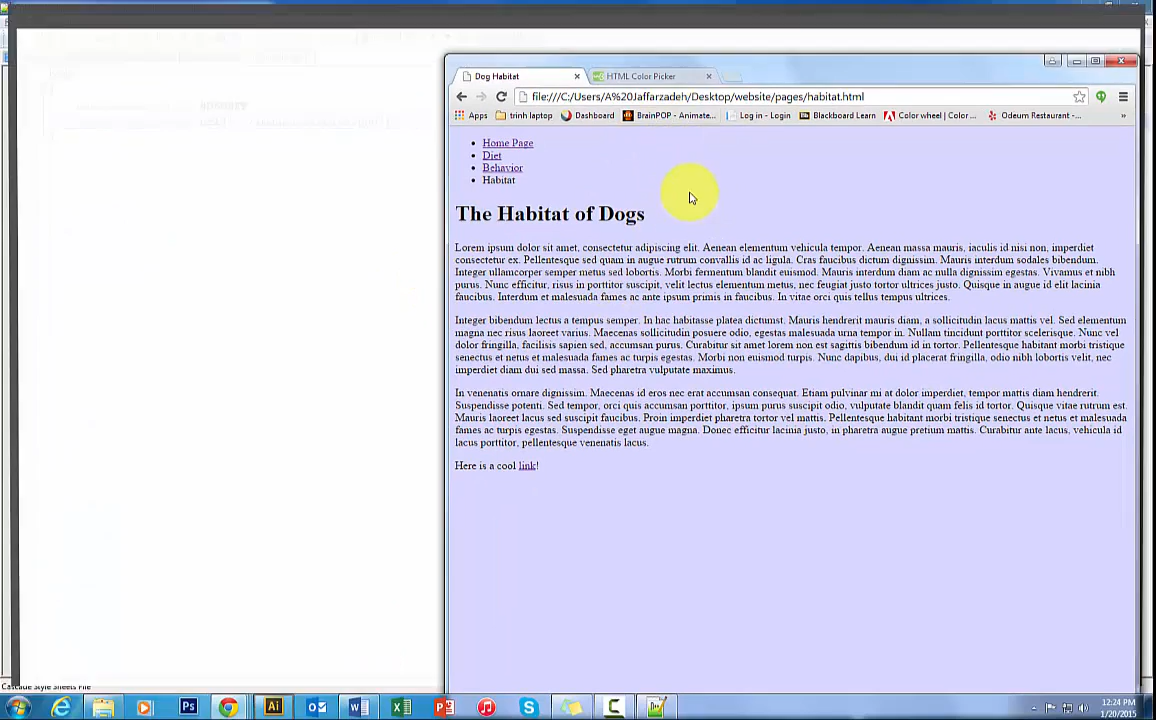 Dog Habitat
HTML Color Picker
file:///C:/Users/A%20Jaffarzadeh/Desktop/website/pages/habitat.html
Apps trinh laptop Dashboard BrainPOP - Animate... Log in - Login Blackboard Learn Color wheel | Color ... Odeum Restaurant -...
Home Page
Diet
Behavior
Habitat
The Habitat of Dogs
Lorem ipsum dolor sit amet, consectetur adipiscing elit. Aenean elementum vehicula tempor. Aenean massa mauris, iaculis id nisi non, imperdiet
consectetur ex. Pellentesque sed quam in augue rutrum convallis id ac ligula. Cras faucibus dictum dignissim. Mauris interdum sodales bibendum.
Integer ullamcorper semper metus sed lobortis. Morbi fermentum blandit euismod. Mauris interdum diam ac nulla dignissim egestas. Vivamus et nibh
purus. Nunc efficitur, risus in porttitor suscipit, velit lectus elementum metus, nec feugiat justo tortor ultrices justo. Quisque in augue id elit lacinia
faucibus. Interdum et malesuada fames ac ante ipsum primis in faucibus. In vitae orci quis tellus tempus ultrices.
Integer bibendum lectus a tempus semper. In hac habitasse platea dictumst. Mauris hendrerit mauris diam, a sollicitudin lacus mattis vel. Sed elementum
magna nec risus laoreet varius. Maecenas sollicitudin posuere odio, egestas malesuada urna tempor in. Nullam tincidunt porttitor scelerisque. Nunc vel
dolor fringilla, facilisis sapien sed, accumsan purus. Curabitur sit amet lorem non est sagittis bibendum id in tortor. Pellentesque habitant morbi tristique
senectus et netus et malesuada fames ac turpis egestas. Morbi non euismod turpis. Nunc dapibus, dui id placerat fringilla, odio nibh lobortis velit, nec
imperdiet diam dui sed massa. Sed pharetra vulputate maximus.
In venenatis ornare dignissim. Maecenas id eros nec erat accumsan consequat. Etiam pulvinar mi at dolor imperdiet, tempor mattis diam hendrerit.
Suspendisse potenti. Sed tempor, orci quis accumsan porttitor, ipsum purus suscipit odio, vulputate blandit quam felis id tortor. Quisque vitae rutrum est.
Mauris laoreet lacus sed suscipit faucibus. Proin imperdiet pharetra tortor vel mattis. Pellentesque habitant morbi tristique senectus et netus et malesuada
fames ac turpis egestas. Suspendisse eget augue magna. Donec efficitur lacinia justo, in pharetra augue pretium mattis. Curabitur ante lacus, vehicula id
lacus porttitor, pellentesque venenatis lacus.
Here is a cool link!
Cascade Style Sheets File
12:24 PM
1/20/2015